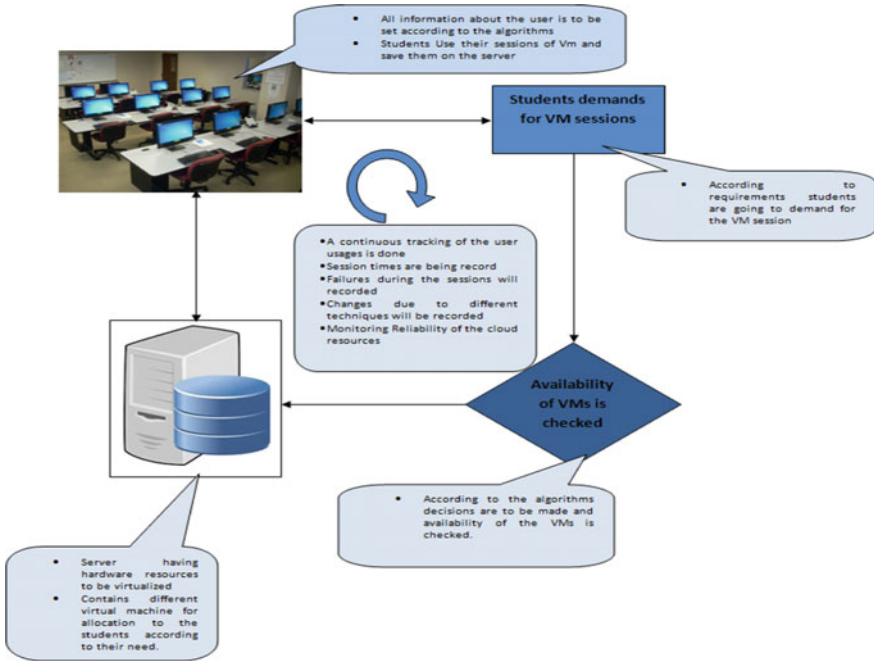 • All information about the user is to be
set according to the algorithms
• Students Use their sessions of Vm and
save them on the server
Students demands
for VM sessions
• According to
requirements students
are going to demand for
the VM session
• A continuous tracking of the user
usages is done
• Session times are being record
• Failures during the sessions will
recorded
• Changes due to different
techniques will be recorded
• Monitoring Reliability of the cloud
resources
Availability
of VMs is
checked
• According to the algorithms
decisions are to be made and
availability of the VMs is
checked.
• Server having
hardware resources
to be virtualized
• Contains different
virtual machine for
allocation to the
students according
to their need.